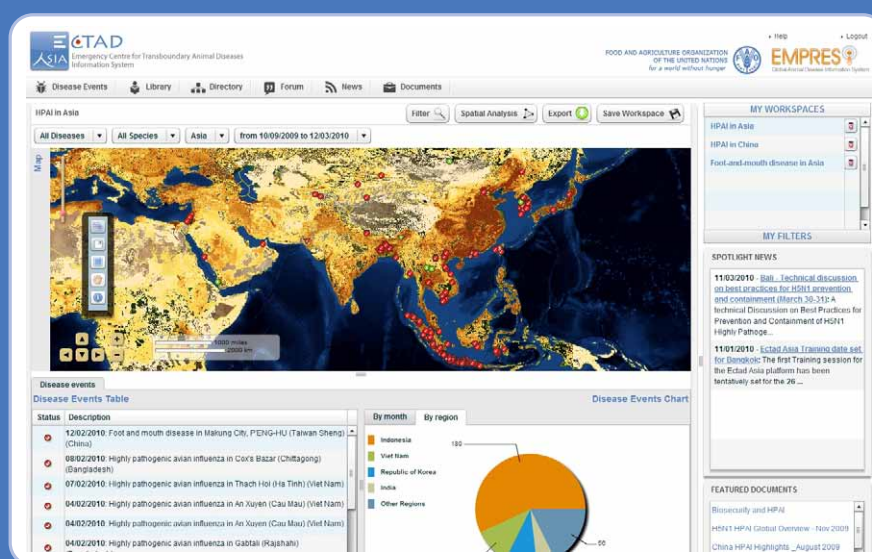 ECTAD
ASIA
Emergency Centre for Transboundary Animal Diseases
Information System
Help
Logout
FOOD AND AGRICULTURE ORGANIZATION
OF THE UNITED NATIONS
for a world without hunger
EMPRES
Global Animal Disease Information System
Disease Events
Library
Directory
Forum
News
Documents
HPAI in Asia
Filter
Spatial Analysis
Export
Save Workspace
All Diseases
All Species
Asia
from 10/09/2009 to 12/03/2010
Map
1000 miles
2000 km
MY WORKSPACES
HPAI in Asia
HPAI in China
Foot-and-mouth disease in Asia
MY FILTERS
SPOTLIGHT NEWS
11/03/2010 - Bali - Technical discussion
on best practices for H5N1 prevention
and containment (March 30-31): A
technical Discussion on Best Practices for
Prevention and Containment of H5N1
Highly Pathoge...
11/01/2010 - Ectad Asia Training date set
for Bangkok: The first Training session for
the Ectad Asia platform has been
tentatively set for the 26 ...
FEATURED DOCUMENTS
Biosecurity and HPAI
H5N1 HPAI Global Overview - Nov 2009
China HPAI Highlights _August 2009
Disease events
Disease Events Table
Status Description
12/02/2010: Foot and mouth disease in Makung City, P'ENG-HU (Taiwan Sheng)
(China)
08/02/2010: Highly pathogenic avian influenza in Cox's Bazar (Chittagong)
(Bangladesh)
07/02/2010: Highly pathogenic avian influenza in Thach Hoi (Ha Tinh) (Viet Nam)
04/02/2010: Highly pathogenic avian influenza in An Xuyen (Cau Mau) (Viet Nam)
04/02/2010: Highly pathogenic avian influenza in An Xuyen (Cau Mau) (Viet Nam)
04/02/2010: Highly pathogenic avian influenza in Gabtali (Rajshahi)
Disease Events Chart
By month
By region
Indonesia
Viet Nam
Republic of Korea
India
Other Regions